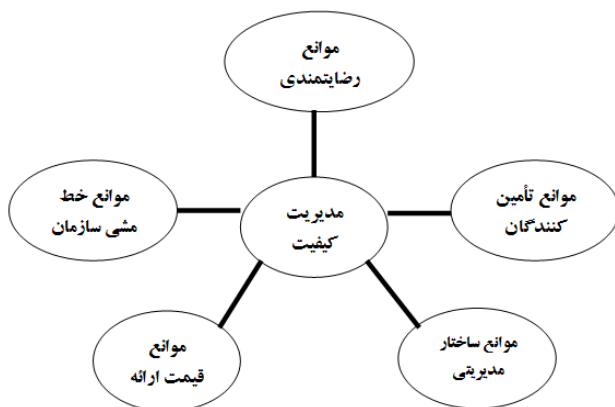 موانع
رضایتمندی
موانع تأمین
کنندگان
موانع خط
مشی سازمان
مدیریت
کیفیت
موانع ساختار
مدیریتی
موانع
قیمت ارائه